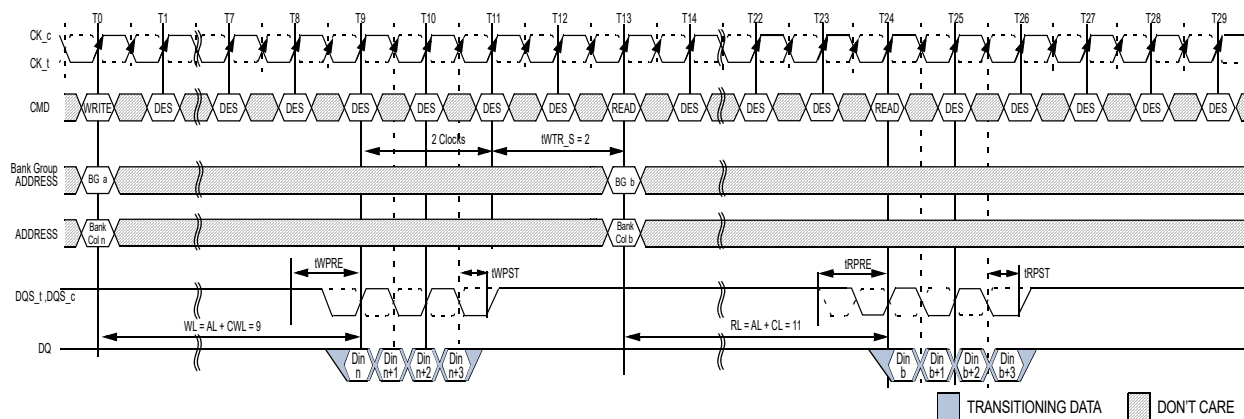 T0 T1 T7 T8 T9 T10 T11 T12 T13 T14 T22 T23 T24 T25 T26 T27 T28 T29
CK_c
CK_t
CMD WRITE DES DES DES DES DES DES DES READ DES DES DES READ DES DES DES DES DES
2 Clocks tWTR_S = 2
Bank Group
ADDRESS BG a BG b
ADDRESS Bank
Col n Bank
Col b
tWPRE tWPST tRPRE tRPST
DQS_t ,DQS_c
WL = AL + CWL = 9 RL = AL + CL = 11
DQ Din
n Din
n+1 Din
n+2 Din
n+3 Din
b Din
b+1 Din
b+2 Din
b+3
TRANSITIONING DATA DON'T CARE